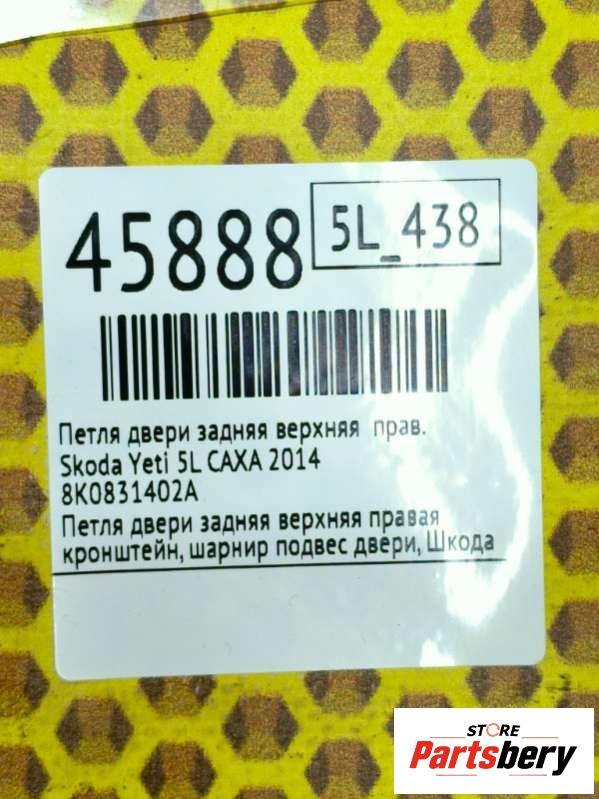 45888
5L_438
Петля двери задняя верхняя прав.
Skoda Yeti 5L CAXA 2014
8K0831402A
Петля двери задняя верхняя правая
кронштейн, шарнир подвес двери, Шкода
STORE
Partsbery